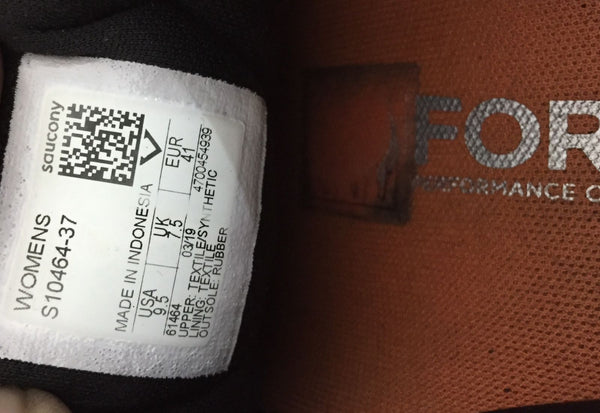 saucony
WOMENS
S10464-37
MADE IN INDONESIA
USA UK EUR
9.5 7.5 41
61464 03/19 4700454939
UPPER: TEXTILE/SYNTHETIC
LINING: TEXTILE
OUTSOLE: RUBBER
FOR
PERFORMANCE